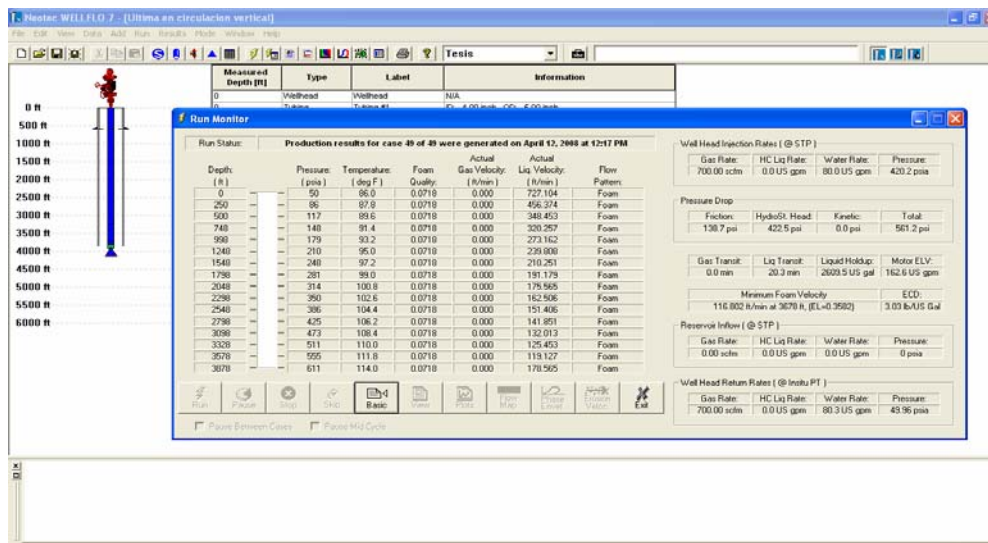 Neotec WELLFLO 7 - [Ultima en circulacion vertical]
File Edit View Data Add Run Results Mode Window Help
Tesis
Measured Depth [ft] Type Label Information
0 Wellhead Wellhead N/A
0 Tubing Tubing #1
0 ft
500 ft
1000 ft
1500 ft
2000 ft
2500 ft
3000 ft
3500 ft
4000 ft
4500 ft
5000 ft
5500 ft
6000 ft
Run Monitor
Run Status: Production results for case 49 of 49 were generated on April 12, 2008 at 12:17 PM
Depth: (ft) Pressure: (psia) Temperature: (deg F) Foam Quality: Actual Gas Velocity: (ft/min) Actual Liq. Velocity: (ft/min) Flow Pattern:
0 50 86.0 0.0718 0.000 727.104 Foam
250 86 87.8 0.0718 0.000 456.374 Foam
500 117 89.6 0.0718 0.000 348.453 Foam
748 148 91.4 0.0718 0.000 320.257 Foam
998 179 93.2 0.0718 0.000 273.162 Foam
1248 210 95.0 0.0718 0.000 239.808 Foam
1548 248 97.2 0.0718 0.000 210.251 Foam
1798 281 99.0 0.0718 0.000 191.179 Foam
2048 314 100.8 0.0718 0.000 175.565 Foam
2298 350 102.6 0.0718 0.000 162.506 Foam
2548 386 104.4 0.0718 0.000 151.406 Foam
2798 425 106.2 0.0718 0.000 141.851 Foam
3098 473 108.4 0.0718 0.000 132.013 Foam
3328 511 110.0 0.0718 0.000 125.453 Foam
3578 555 111.8 0.0718 0.000 119.127 Foam
3878 611 114.0 0.0718 0.000 178.565 Foam
Run Pause Stop Skip Basic View Plots Flow Map Phase Envel. Erosion Veloc. Exit
Pause Between Cases Pause Mid Cycle
Well Head Injection Rates ( @ STP )
Gas Rate: HC Liq Rate: Water Rate: Pressure:
700.00 scfm 0.0 US gpm 80.0 US gpm 420.2 psia
Pressure Drop
Friction: HydroSt. Head: Kinetic: Total:
138.7 psi 422.5 psi 0.0 psi 561.2 psi
Gas Transit: Liq Transit: Liquid Holdup: Motor ELV:
0.0 min 20.3 min 2609.5 US gal 162.6 US gpm
Minimum Foam Velocity ECD:
116.802 ft/min at 3678 ft, (EL=0.3582) 3.03 lb/US Gal
Reservoir Inflow ( @ STP )
Gas Rate: HC Liq Rate: Water Rate: Pressure:
0.00 scfm 0.0 US gpm 0.0 US gpm 0 psia
Well Head Return Rates ( @ Insitu PT )
Gas Rate: HC Liq Rate: Water Rate: Pressure:
700.00 scfm 0.0 US gpm 80.3 US gpm 49.96 psia